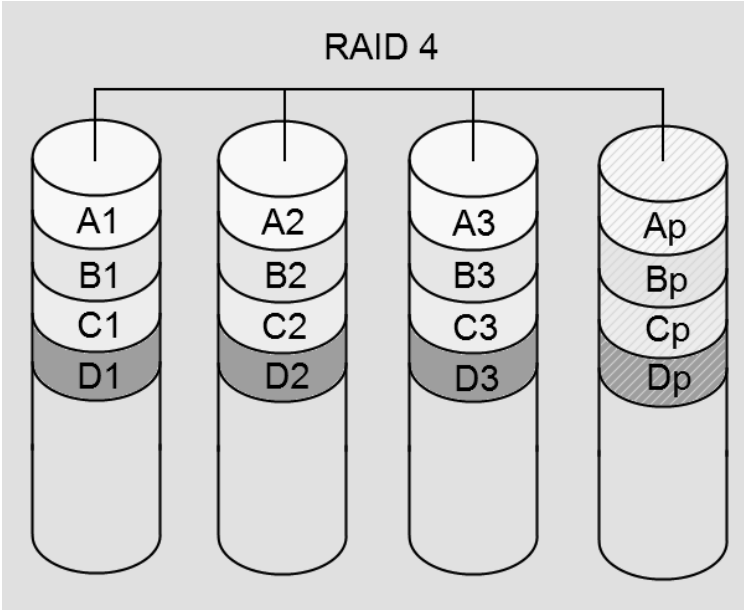 RAID 4
A1 A2 A3 Ap
B1 B2 B3 Bp
C1 C2 C3 Cp
D1 D2 D3 Dp